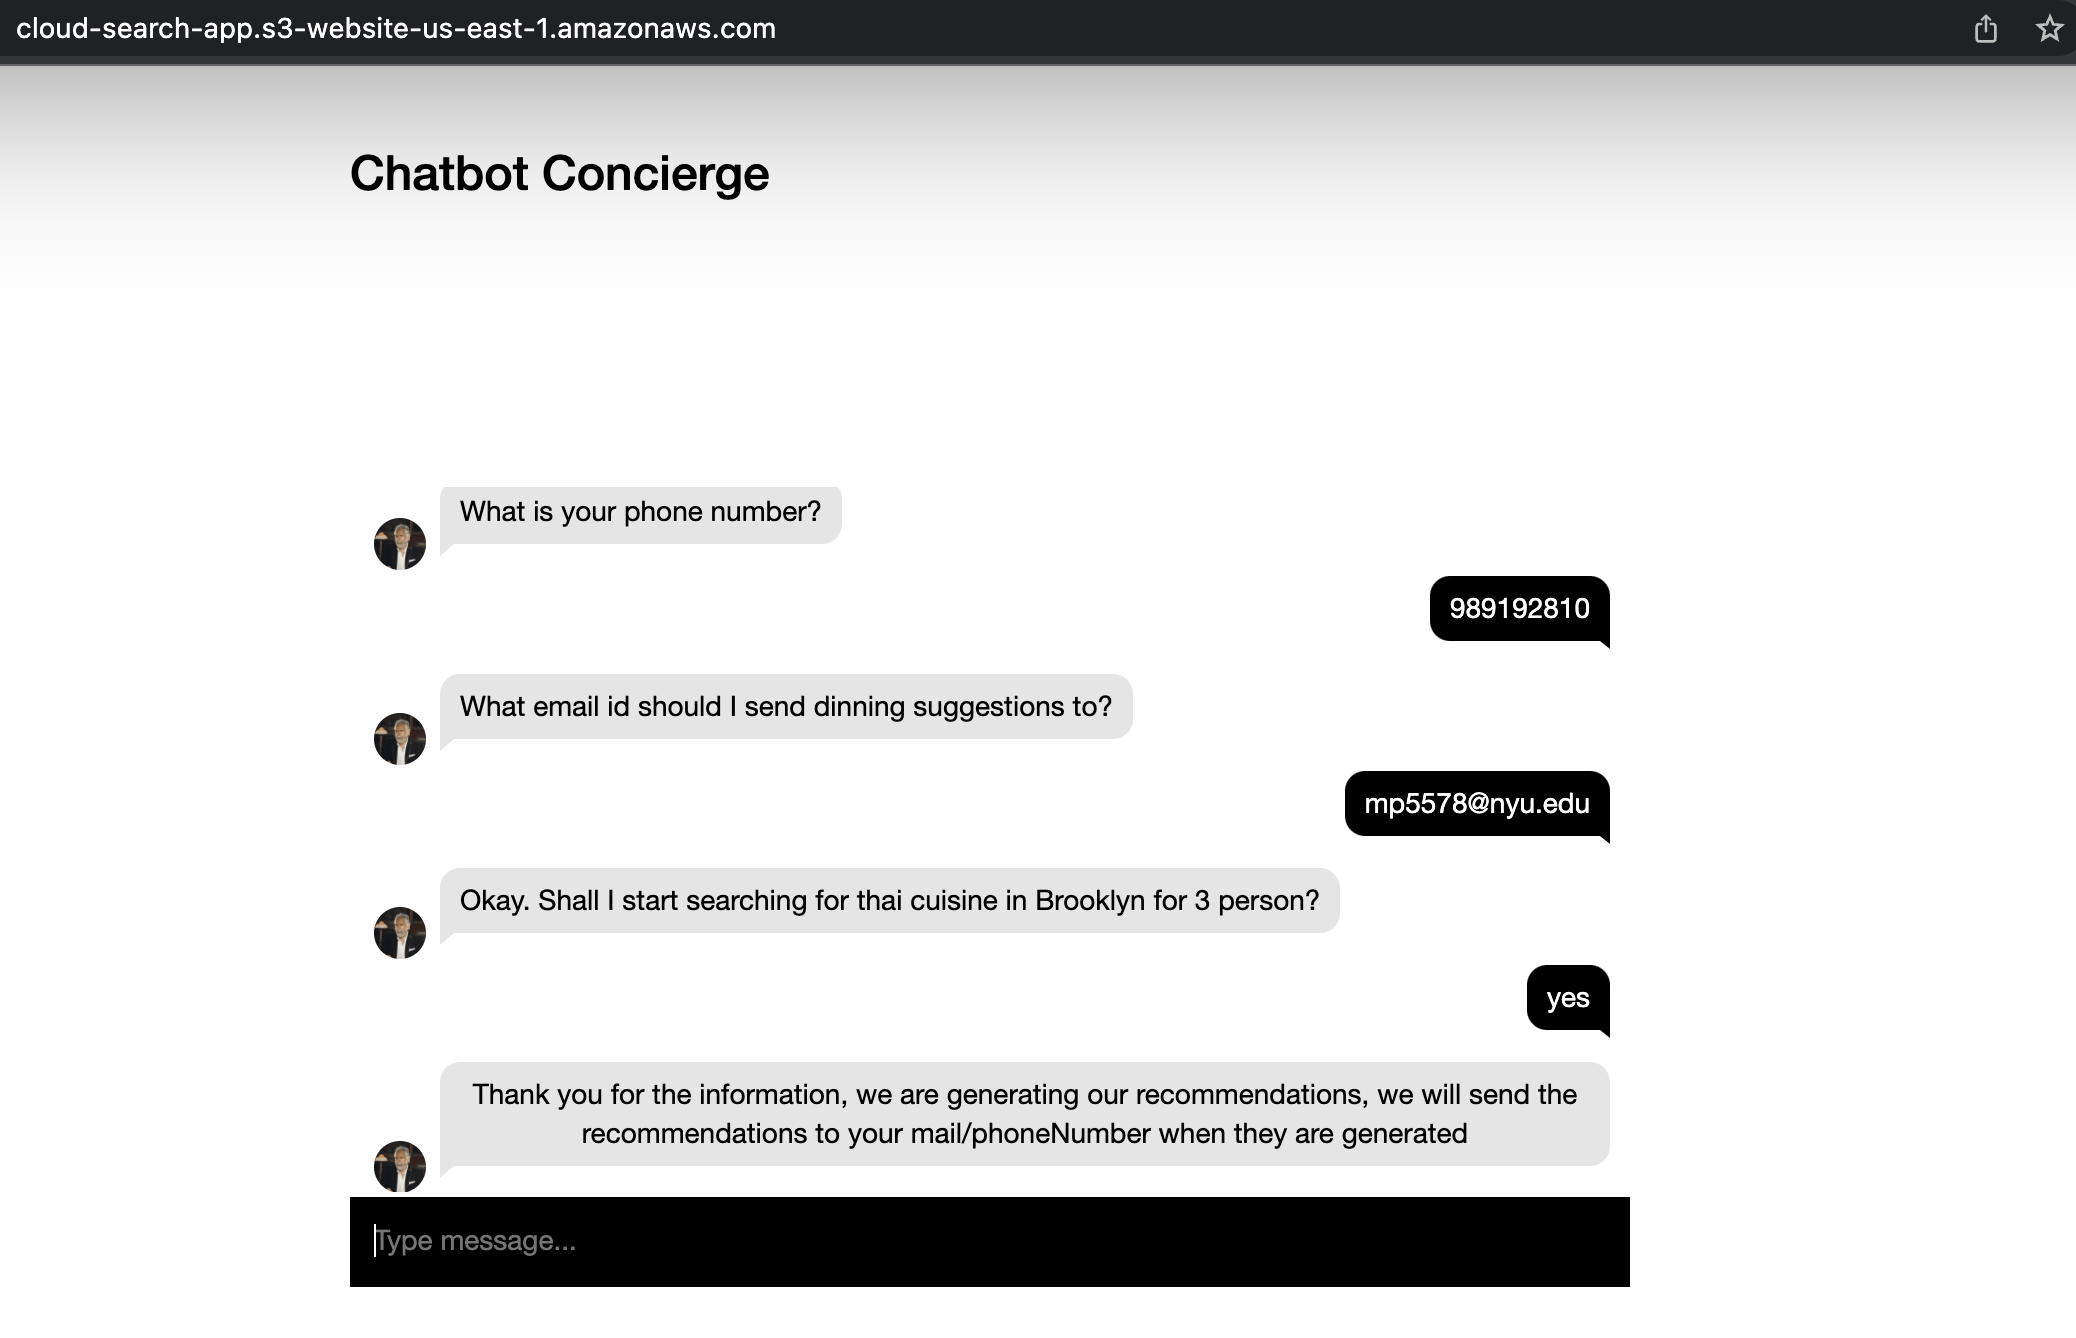 cloud-search-app.s3-website-us-east-1.amazonaws.com
Chatbot Concierge
What is your phone number?
989192810
What email id should I send dinning suggestions to?
mp5578@nyu.edu
Okay. Shall I start searching for thai cuisine in Brooklyn for 3 person?
yes
Thank you for the information, we are generating our recommendations, we will send the
recommendations to your mail/phoneNumber when they are generated
Type message...